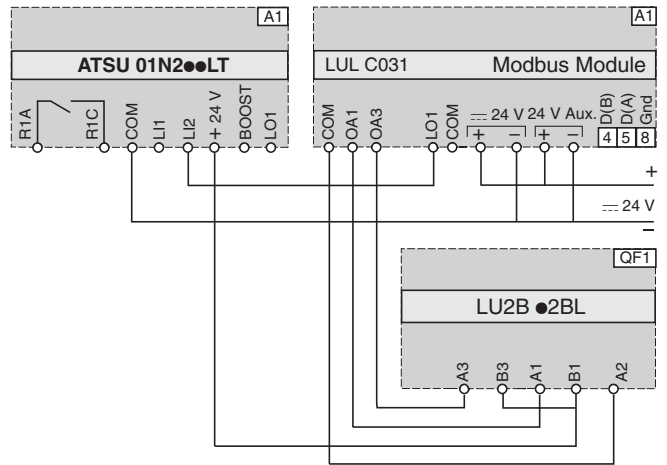 A1
ATSU 01N2●●LT
R1A
R1C
COM
LI1
LI2
+ 24 V
BOOST
LO1
A1
LUL C031 Modbus Module
COM
OA1
OA3
LO1
COM
⎓ 24 V
24 V Aux.
+ − + −
D(B)
D(A)
Gnd
4 5 8
+
⎓ 24 V
−
QF1
LU2B ●2BL
A3
B3
A1
B1
A2